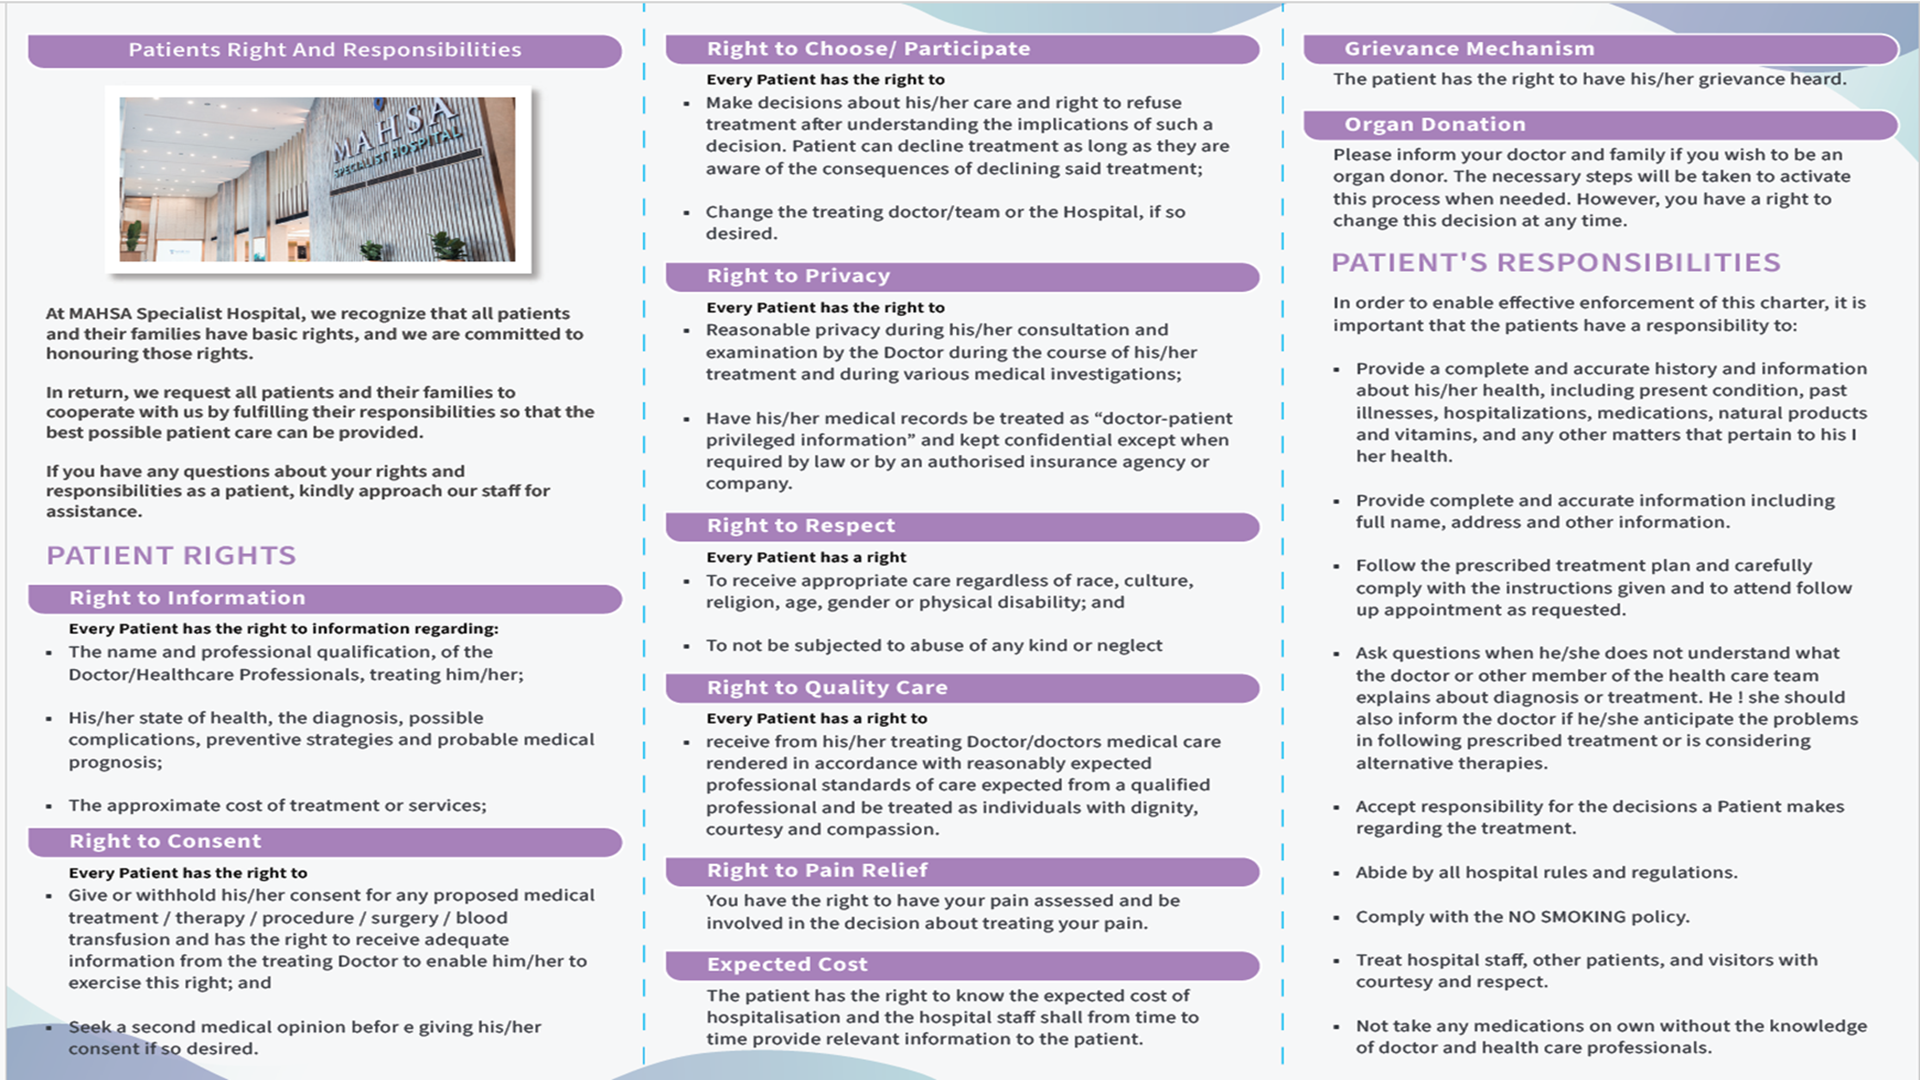 Patients Right And Responsibilities
MAHSA
SPECIALIST HOSPITAL
At MAHSA Specialist Hospital, we recognize that all patients
and their families have basic rights, and we are committed to
honouring those rights.
In return, we request all patients and their families to
cooperate with us by fulfilling their responsibilities so that the
best possible patient care can be provided.
If you have any questions about your rights and
responsibilities as a patient, kindly approach our staff for
assistance.
PATIENT RIGHTS
Right to Information
Every Patient has the right to information regarding:
▪ The name and professional qualification, of the
Doctor/Healthcare Professionals, treating him/her;
▪ His/her state of health, the diagnosis, possible
complications, preventive strategies and probable medical
prognosis;
▪ The approximate cost of treatment or services;
Right to Consent
Every Patient has the right to
▪ Give or withhold his/her consent for any proposed medical
treatment / therapy / procedure / surgery / blood
transfusion and has the right to receive adequate
information from the treating Doctor to enable him/her to
exercise this right; and
▪ Seek a second medical opinion befor e giving his/her
consent if so desired.
Right to Choose/ Participate
Every Patient has the right to
▪ Make decisions about his/her care and right to refuse
treatment after understanding the implications of such a
decision. Patient can decline treatment as long as they are
aware of the consequences of declining said treatment;
▪ Change the treating doctor/team or the Hospital, if so
desired.
Right to Privacy
Every Patient has the right to
▪ Reasonable privacy during his/her consultation and
examination by the Doctor during the course of his/her
treatment and during various medical investigations;
▪ Have his/her medical records be treated as “doctor-patient
privileged information” and kept confidential except when
required by law or by an authorised insurance agency or
company.
Right to Respect
Every Patient has a right
▪ To receive appropriate care regardless of race, culture,
religion, age, gender or physical disability; and
▪ To not be subjected to abuse of any kind or neglect
Right to Quality Care
Every Patient has a right to
▪ receive from his/her treating Doctor/doctors medical care
rendered in accordance with reasonably expected
professional standards of care expected from a qualified
professional and be treated as individuals with dignity,
courtesy and compassion.
Right to Pain Relief
You have the right to have your pain assessed and be
involved in the decision about treating your pain.
Expected Cost
The patient has the right to know the expected cost of
hospitalisation and the hospital staff shall from time to
time provide relevant information to the patient.
Grievance Mechanism
The patient has the right to have his/her grievance heard.
Organ Donation
Please inform your doctor and family if you wish to be an
organ donor. The necessary steps will be taken to activate
this process when needed. However, you have a right to
change this decision at any time.
PATIENT'S RESPONSIBILITIES
In order to enable effective enforcement of this charter, it is
important that the patients have a responsibility to:
▪ Provide a complete and accurate history and information
about his/her health, including present condition, past
illnesses, hospitalizations, medications, natural products
and vitamins, and any other matters that pertain to his I
her health.
▪ Provide complete and accurate information including
full name, address and other information.
▪ Follow the prescribed treatment plan and carefully
comply with the instructions given and to attend follow
up appointment as requested.
▪ Ask questions when he/she does not understand what
the doctor or other member of the health care team
explains about diagnosis or treatment. He ! she should
also inform the doctor if he/she anticipate the problems
in following prescribed treatment or is considering
alternative therapies.
▪ Accept responsibility for the decisions a Patient makes
regarding the treatment.
▪ Abide by all hospital rules and regulations.
▪ Comply with the NO SMOKING policy.
▪ Treat hospital staff, other patients, and visitors with
courtesy and respect.
▪ Not take any medications on own without the knowledge
of doctor and health care professionals.